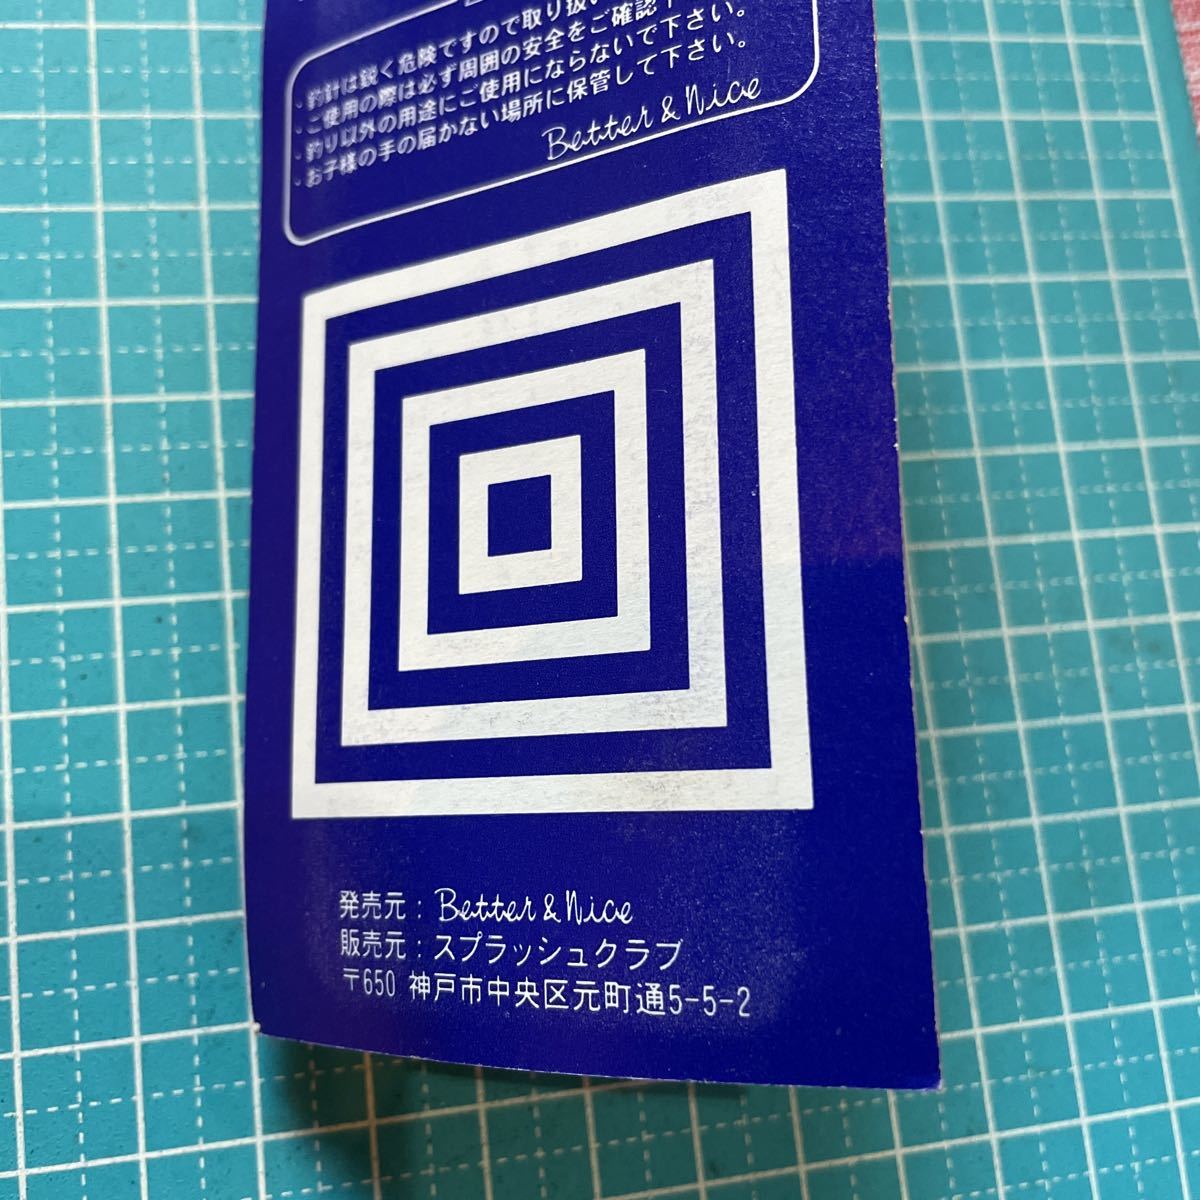 ・釣針は鋭く危険ですので取り扱い
・ご使用の際は必ず周囲の安全をご確認下さい。
・釣り以外の用途にご使用にならないで下さい。
・お子様の手の届かない場所に保管して下さい。
Better & Nice
発売元：Better & Nice
販売元：スプラッシュクラブ
〒650 神戸市中央区元町通5-5-2